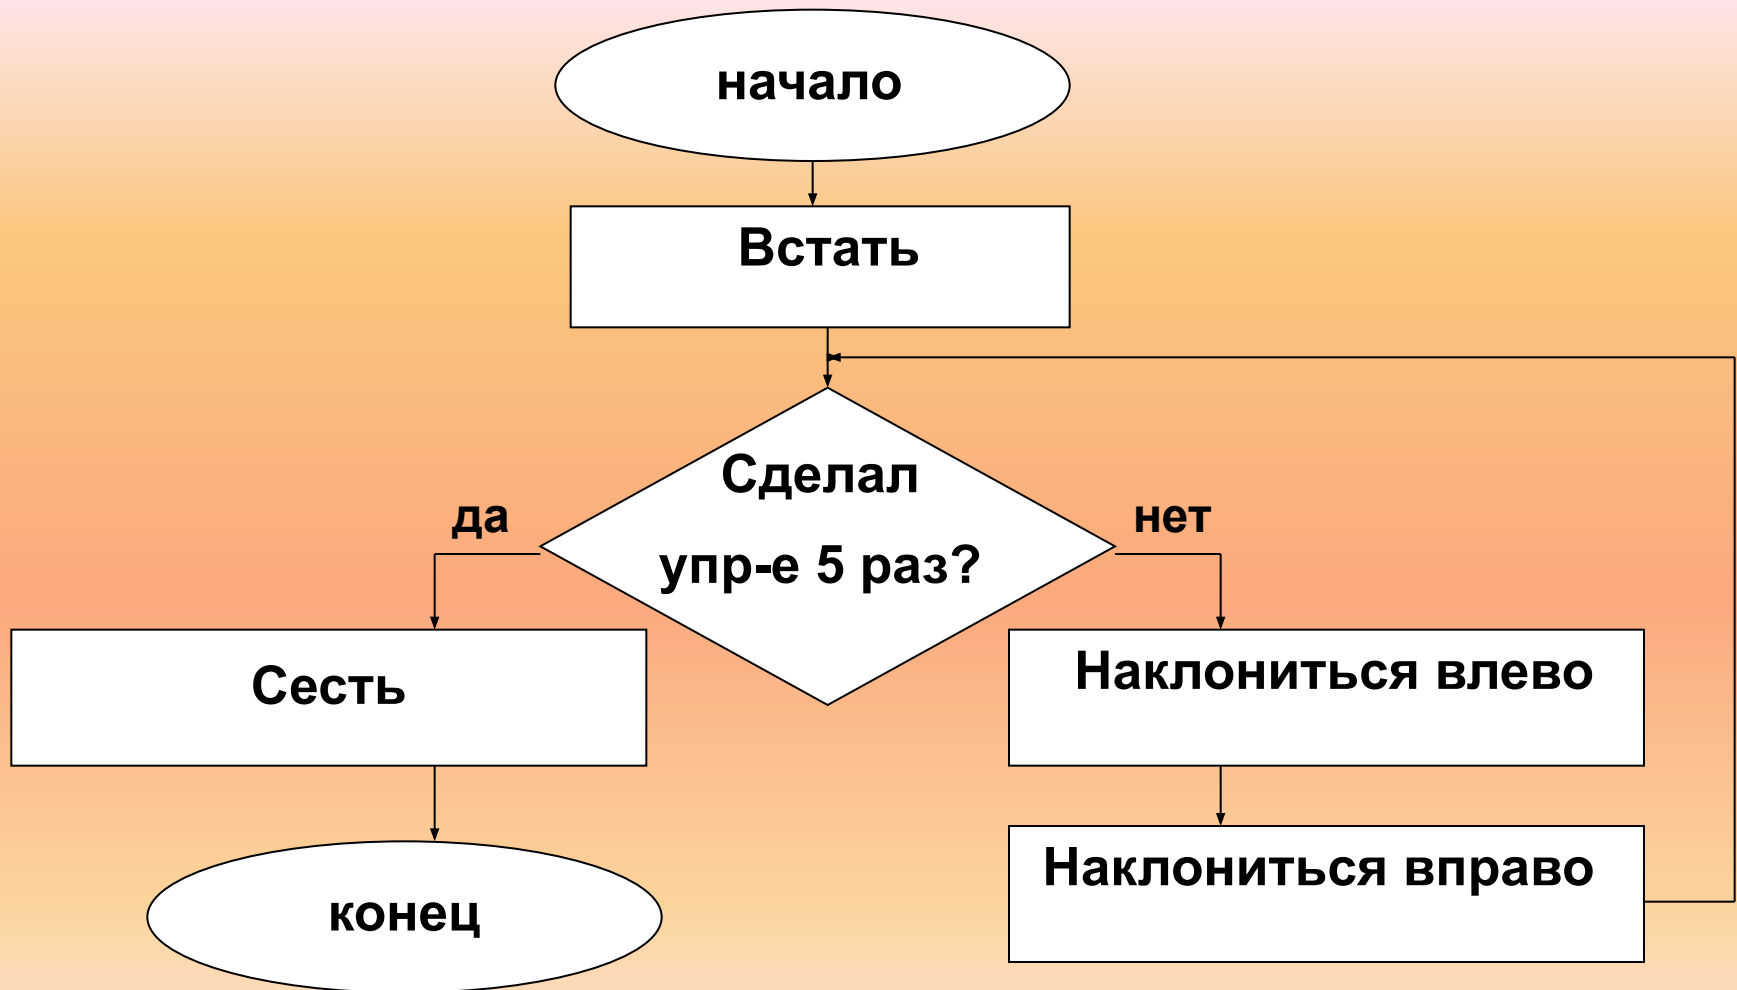 начало
Встать
Сделал
упр-е 5 раз?
да
нет
Сесть
Наклониться влево
Наклониться вправо
конец